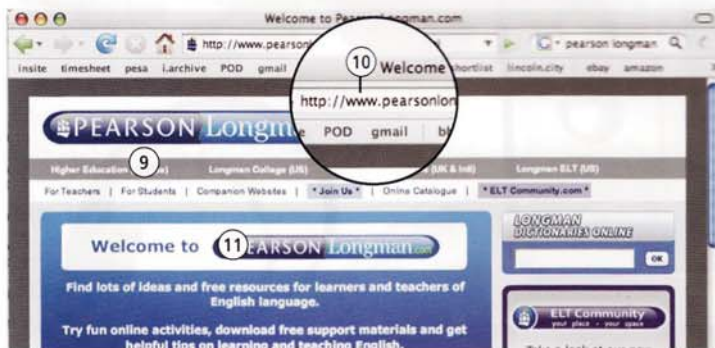 Welcome to Pearson Longman.com
http://www.pearson
pearson longman
insite timesheet pesa i.archive POD gmail shortlist lincoln.city ebay amazon
10 Welcome
http://www.pearsonlon
POD gmail bl
PEARSON Longm
9
Higher Education Longman College (US) (UK & Intl) Longman ELT (US)
For Teachers | For Students | Companion Websites | * Join Us * | Online Catalogue | * ELT Community.com *
LONGMAN
DICTIONARIES ONLINE
Welcome to 11 PEARSON Longman.com
OK
Find lots of ideas and free resources for learners and teachers of
English language.
ELT Community
your place - your space
Try fun online activities, download free support materials and get
helpful tips on learning and teaching English.